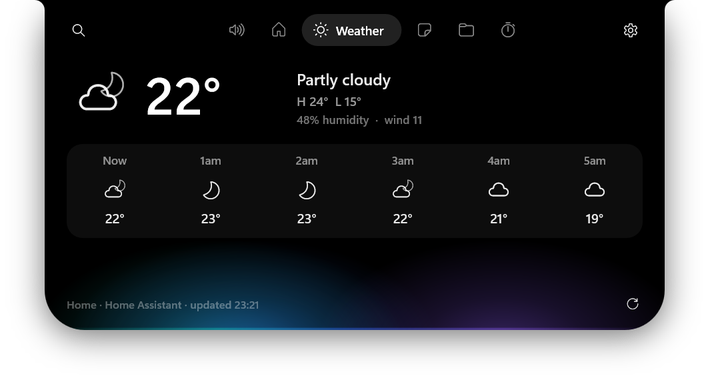 Weather
22°
Partly cloudy
H 24° L 15°
48% humidity · wind 11
Now 1am 2am 3am 4am 5am
22° 23° 23° 22° 21° 19°
Home · Home Assistant · updated 23:21